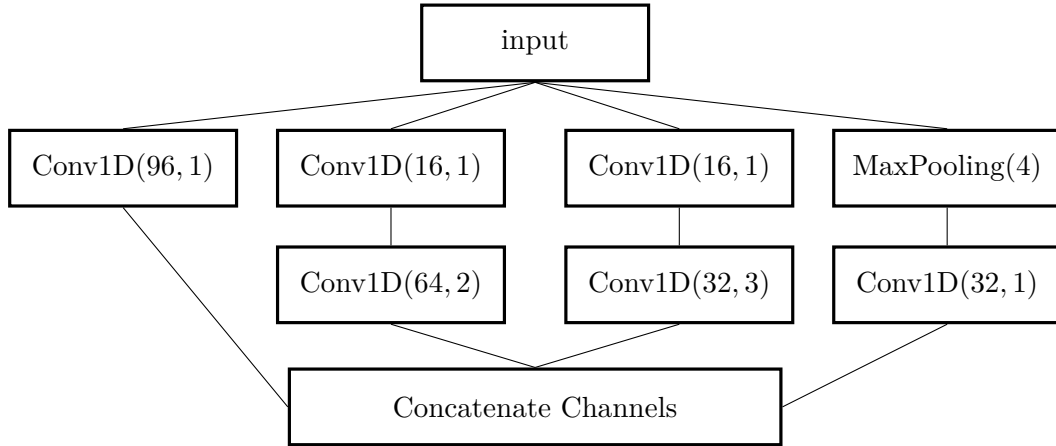 input
Conv1D(96, 1)
Conv1D(16, 1)
Conv1D(16, 1)
MaxPooling(4)
Conv1D(64, 2)
Conv1D(32, 3)
Conv1D(32, 1)
Concatenate Channels